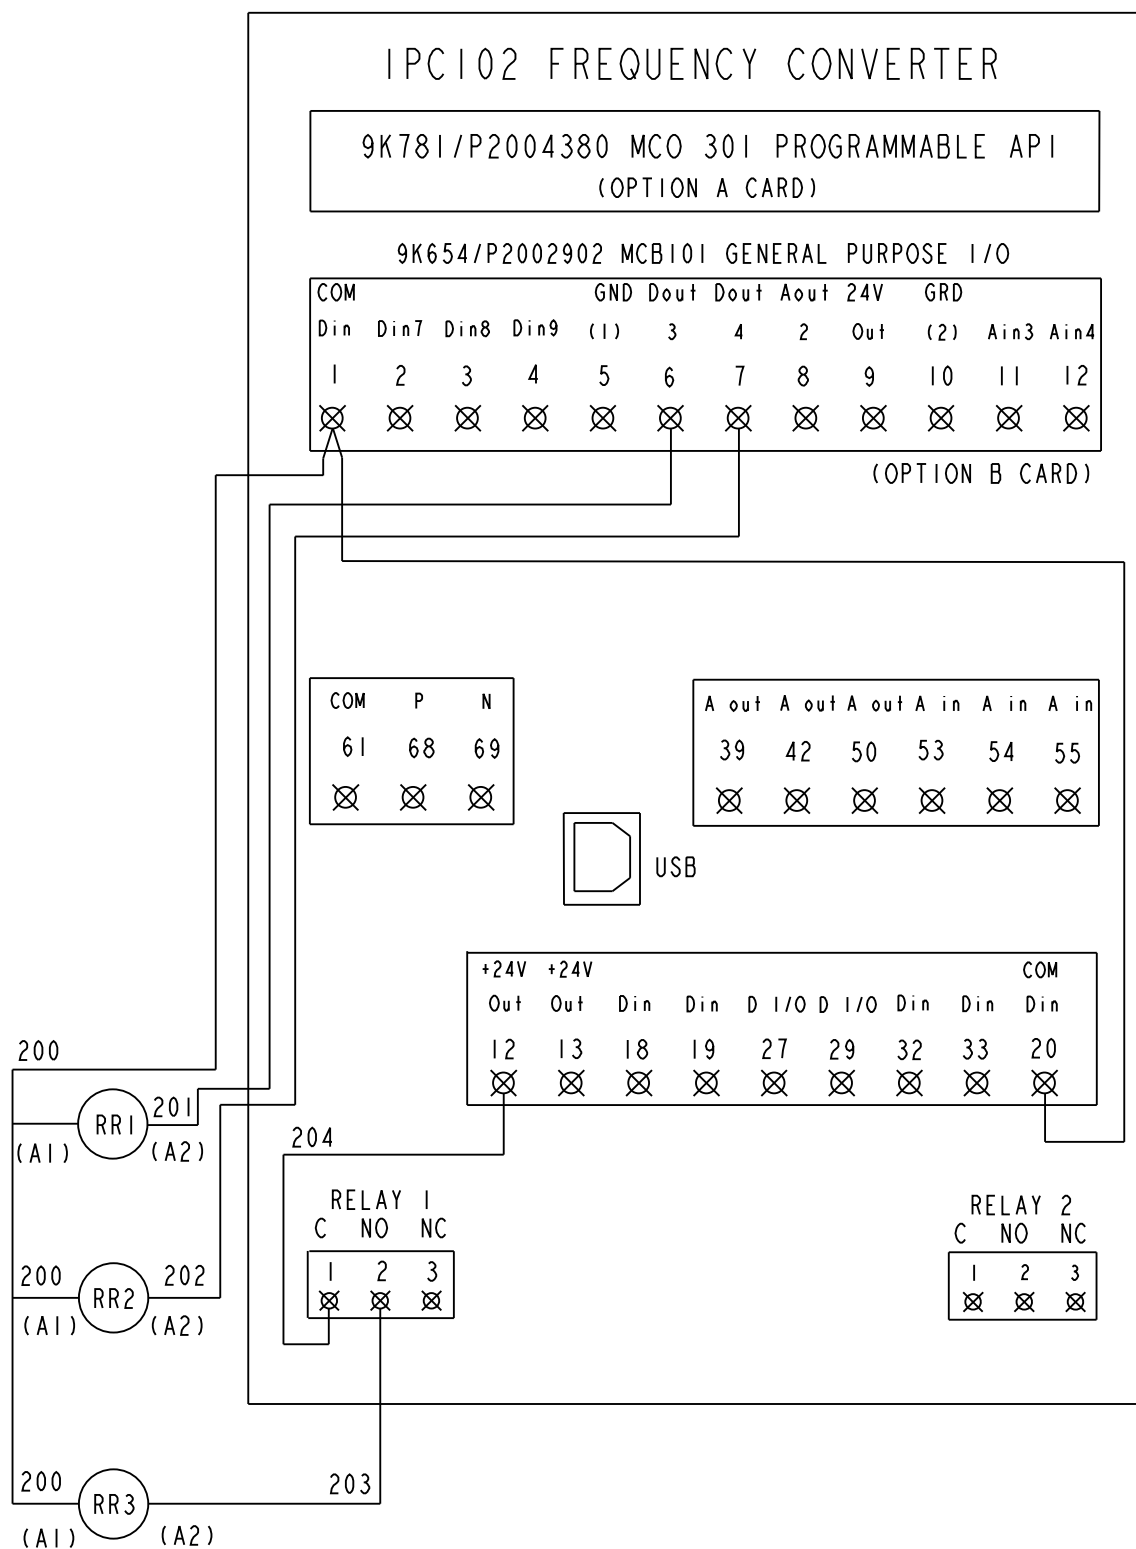 IPC102 FREQUENCY CONVERTER
9K781/P2004380 MCO 301 PROGRAMMABLE API
(OPTION A CARD)
9K654/P2002902 MCB101 GENERAL PURPOSE I/O
COM GND Dout Dout Aout 24V GRD
Din Din7 Din8 Din9 (1) 3 4 2 Out (2) Ain3 Ain4
1 2 3 4 5 6 7 8 9 10 11 12
(OPTION B CARD)
COM P N
61 68 69
A out A out A out A in A in A in
39 42 50 53 54 55
USB
+24V +24V COM
Out Out Din Din D I/O D I/O Din Din Din
12 13 18 19 27 29 32 33 20
200
RR1 201
(A1) (A2)
204
RELAY 1
C NO NC
1 2 3
RELAY 2
C NO NC
1 2 3
200 RR2 202
(A1) (A2)
200 RR3 203
(A1) (A2)